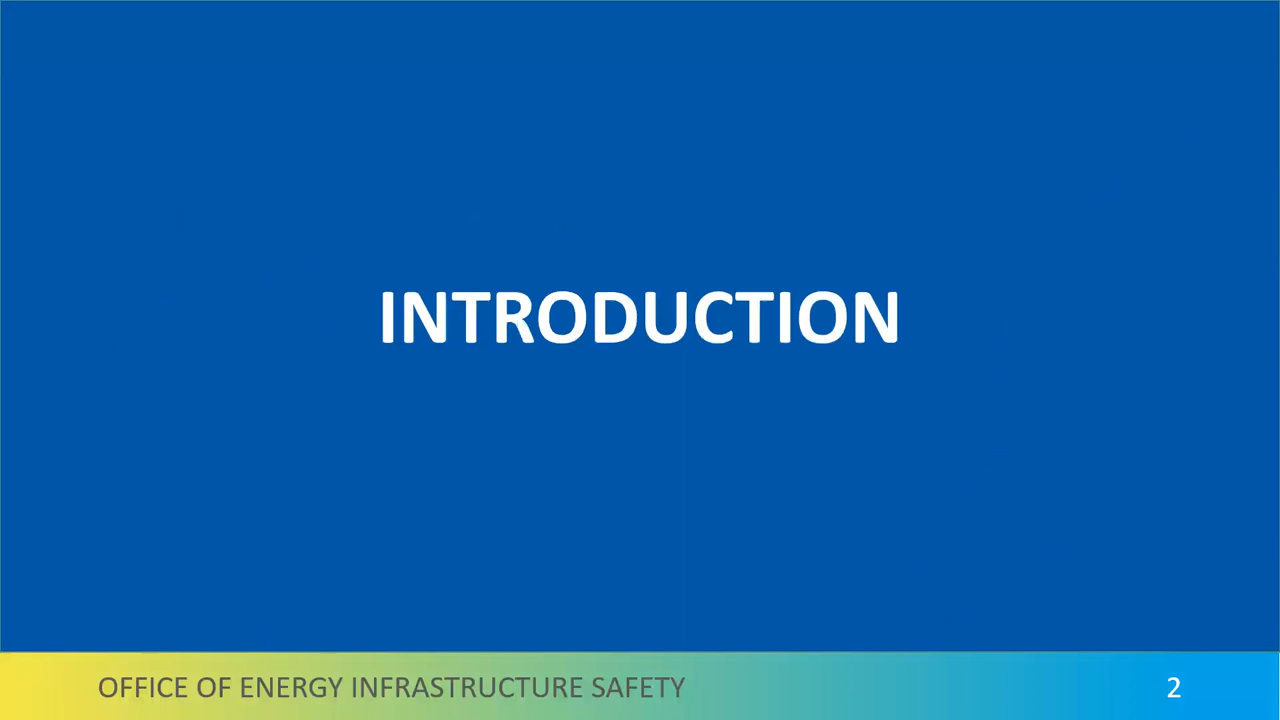 INTRODUCTION
OFFICE OF ENERGY INFRASTRUCTURE SAFETY
2